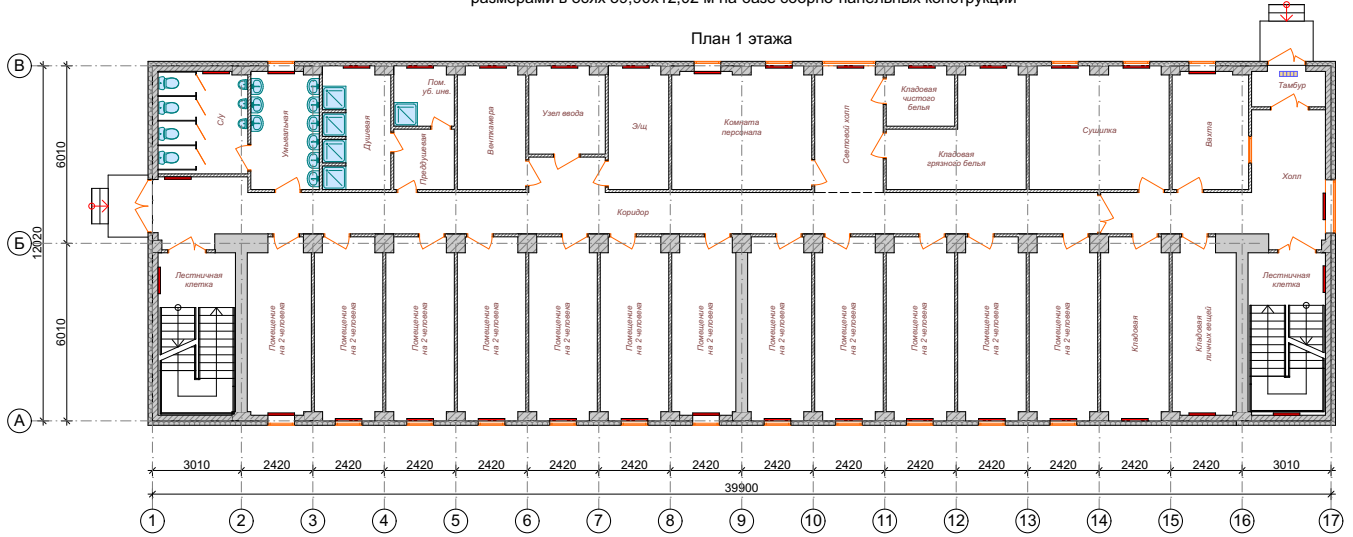 размерами в осях 39,90х12,02 м на базе сборно-панельных конструкций
План 1 этажа
В
Б
А
6010
6010
12020
С/у
Умывальная
Душевая
Пом.
уб. инв.
Преддушевая
Венткамера
Узел ввода
Э/щ
Комната
персонала
Световой холл
Кладовая
чистого
белья
Кладовая
грязного белья
Сушилка
Вахта
Тамбур
Холл
Коридор
Лестничная
клетка
Помещение
на 2 человека
Помещение
на 2 человека
Помещение
на 2 человека
Помещение
на 2 человека
Помещение
на 2 человека
Помещение
на 2 человека
Помещение
на 2 человека
Помещение
на 2 человека
Помещение
на 2 человека
Помещение
на 2 человека
Помещение
на 2 человека
Помещение
на 2 человека
Кладовая
Кладовая
личных вещей
Лестничная
клетка
3010 2420 2420 2420 2420 2420 2420 2420 2420 2420 2420 2420 2420 2420 2420 3010
39900
1 2 3 4 5 6 7 8 9 10 11 12 13 14 15 16 17